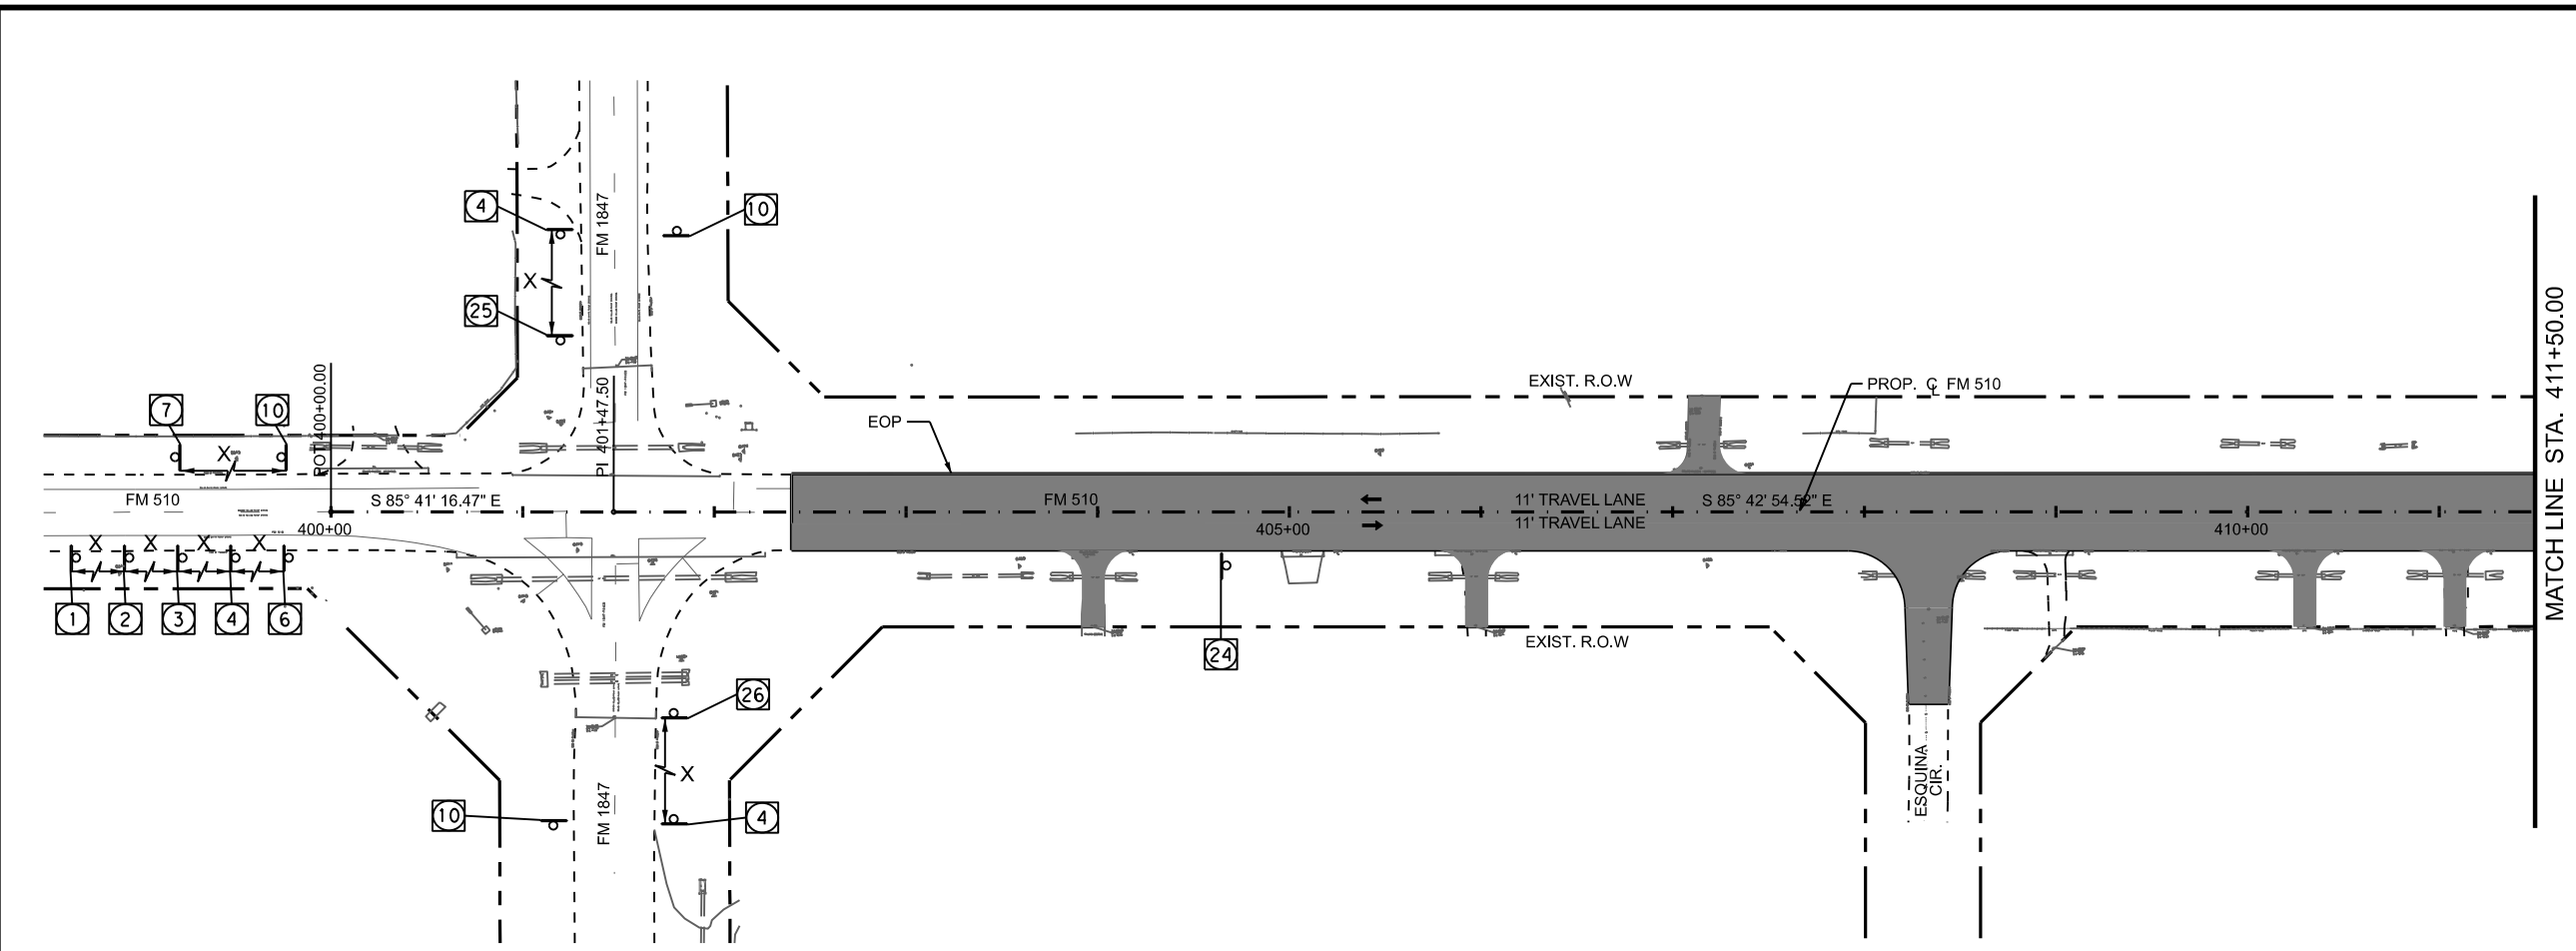 4
10
FM 1847
X
25
POT 400+00.00
PI 401+47.50
7
10
X
EXIST. R.O.W
PROP. ℄ FM 510
EOP
MATCH LINE STA. 411+50.00
FM 510
S 85° 41' 16.47" E
400+00
FM 510
405+00
11' TRAVEL LANE
11' TRAVEL LANE
S 85° 42' 54.52" E
410+00
X
X
X
X
1
2
3
4
6
24
EXIST. R.O.W
26
X
10
4
FM 1847
ESQUINA
CIR.